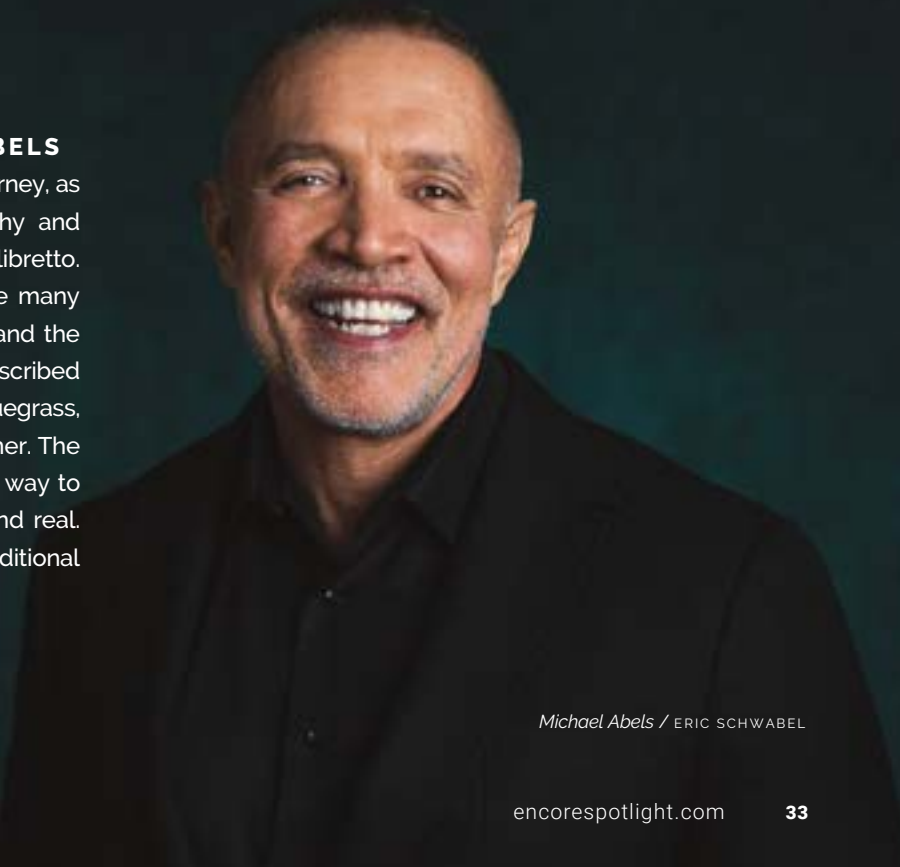 BELS
rney, as
hy and
libretto.
e many
and the
scribed
uegrass,
her. The
way to
nd real.
ditional
Michael Abels / ERIC SCHWABEL
encorespotlight.com 33